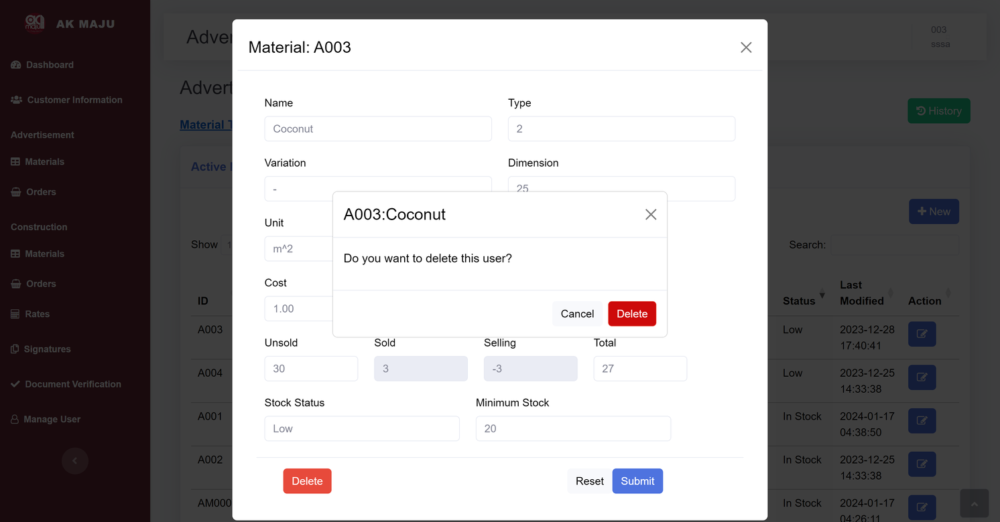 AK MAJU
Dashboard
Customer Information
Advertisement
Materials
Orders
Construction
Materials
Orders
Rates
Signatures
Document Verification
Manage User
003
sssa
History
Material
Active
New
Show 1
Search:
ID
Status
Last
Modified
Action
A003
Low
2023-12-28
17:40:41
A004
Low
2023-12-25
14:33:38
A001
In Stock
2024-01-17
04:38:50
A002
In Stock
2023-12-25
14:33:38
AM000
In Stock
2024-01-17
04:26:11
Material: A003
Name
Type
Coconut
2
Variation
Dimension
-
25
Unit
m^2
Cost
1.00
A003:Coconut
Do you want to delete this user?
Cancel
Delete
Unsold
Sold
Selling
Total
30
3
-3
27
Stock Status
Minimum Stock
Low
20
Delete
Reset
Submit